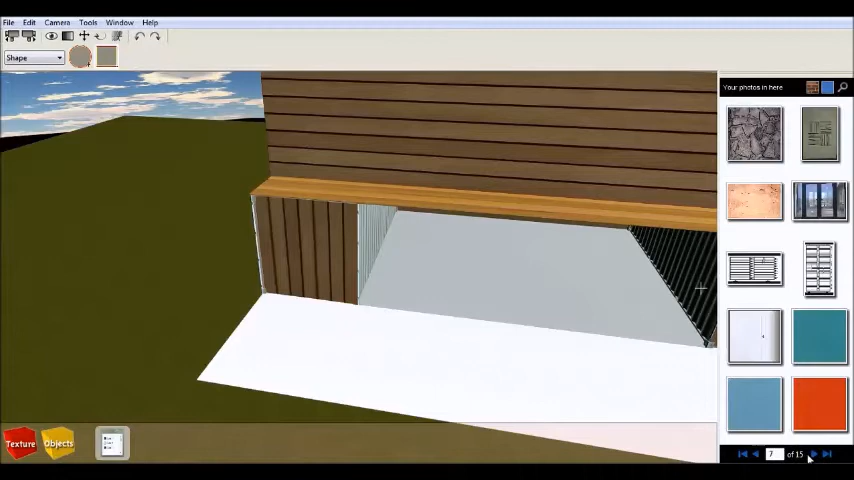 File Edit Camera Tools Window Help
Shape
Your photos in here
Texture Objects
7 of 15